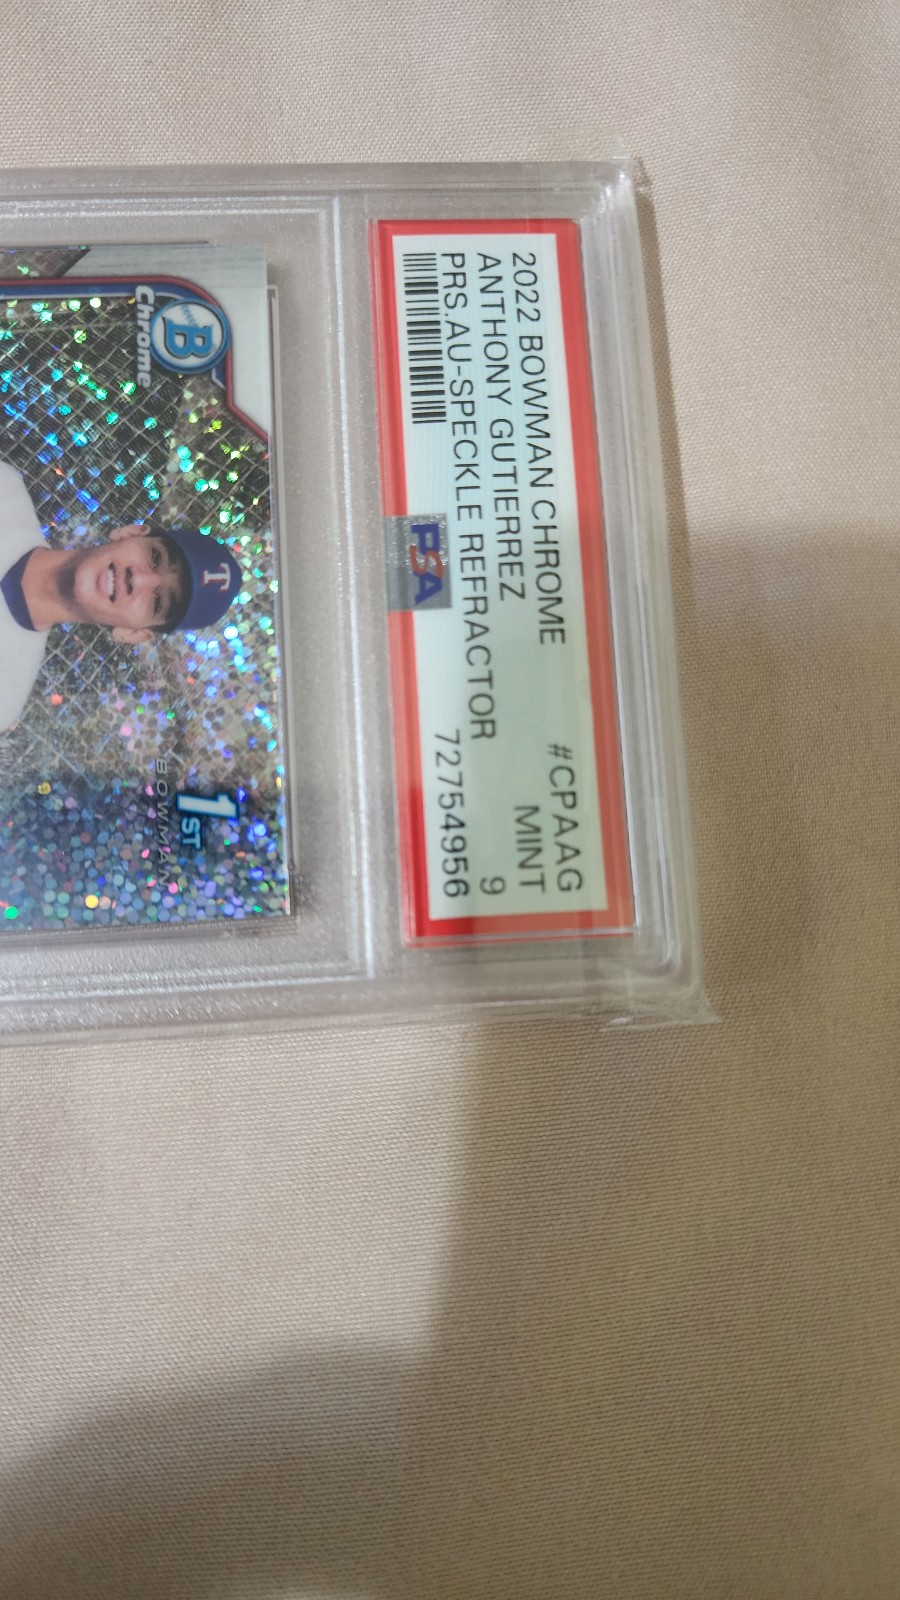 2022 BOWMAN CHROME #CPAAG
ANTHONY GUTIERREZ MINT
PRS.AU-SPECKLE REFRACTOR 9
72754956
PSA
B
Chrome
T
1ST
BOWMAN